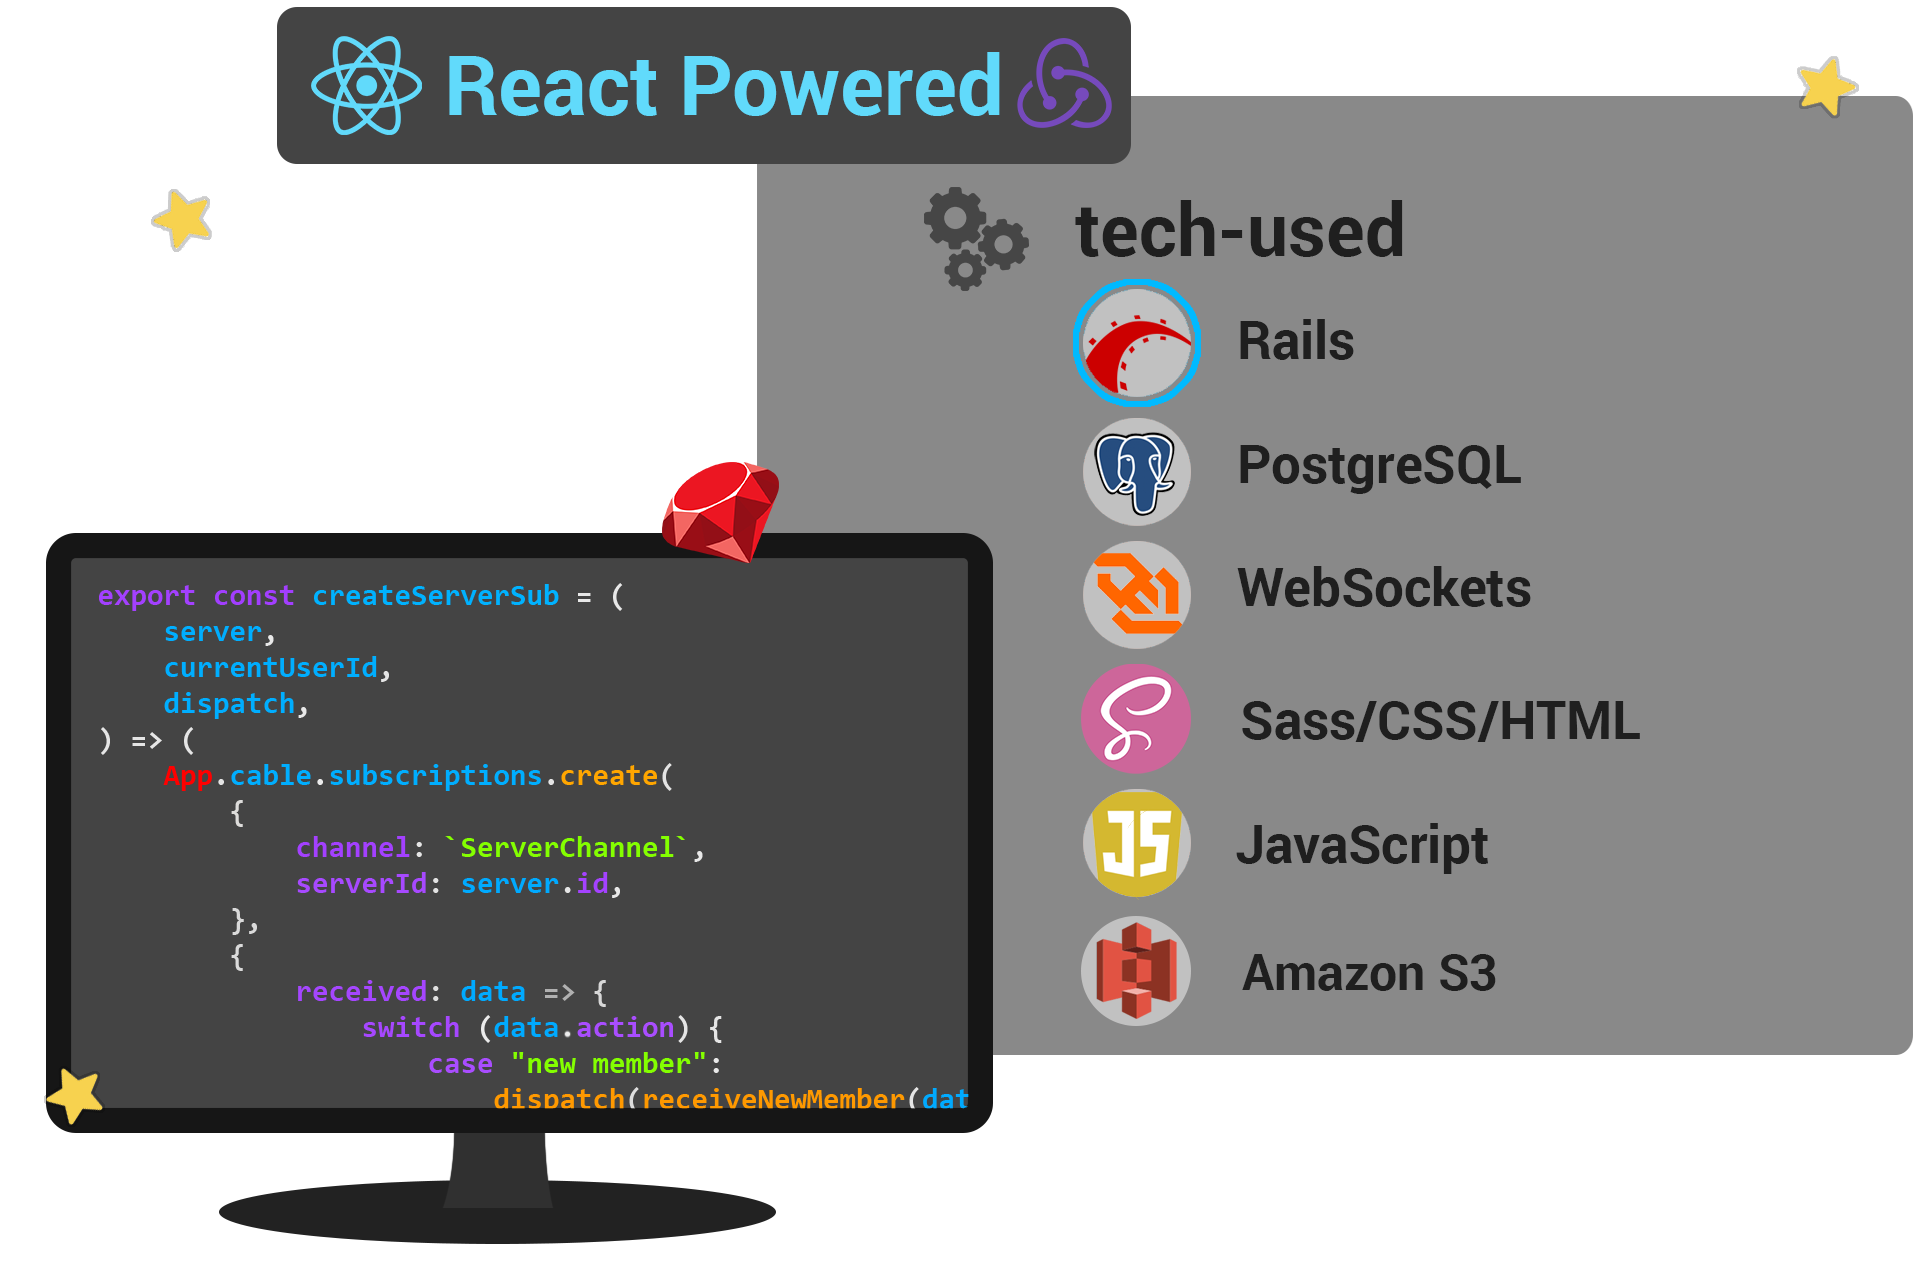 React Powered
tech-used
Rails
PostgreSQL
WebSockets
Sass/CSS/HTML
JS
JavaScript
Amazon S3
export const createServerSub = (
    server,
    currentUserId,
    dispatch,
) => (
    App.cable.subscriptions.create(
        {
            channel: `ServerChannel`,
            serverId: server.id,
        },
        {
            received: data => {
                switch (data.action) {
                    case "new member":
                        dispatch(receiveNewMember(dat